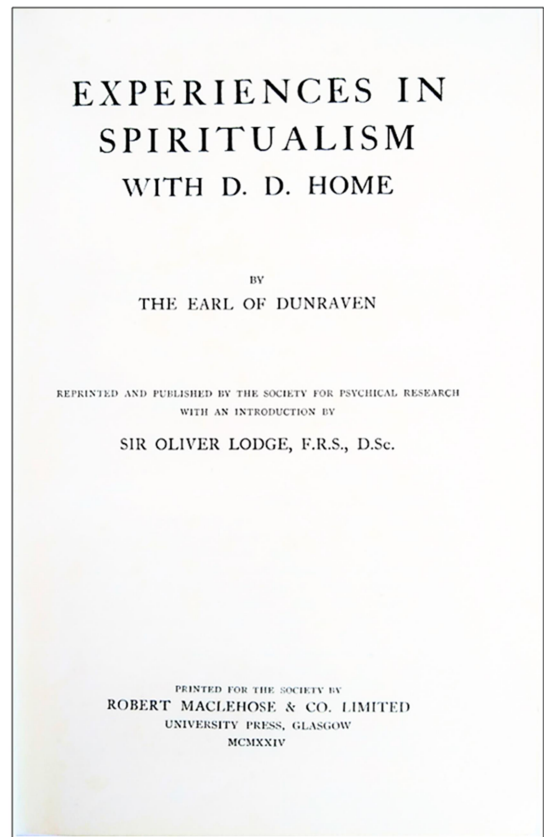 EXPERIENCES IN
SPIRITUALISM
WITH D. D. HOME
BY
THE EARL OF DUNRAVEN
REPRINTED AND PUBLISHED BY THE SOCIETY FOR PSYCHICAL RESEARCH
WITH AN INTRODUCTION BY
SIR OLIVER LODGE, F.R.S., D.Sc.
PRINTED FOR THE SOCIETY BY
ROBERT MACLEHOSE & CO. LIMITED
UNIVERSITY PRESS, GLASGOW
MCMXXIV